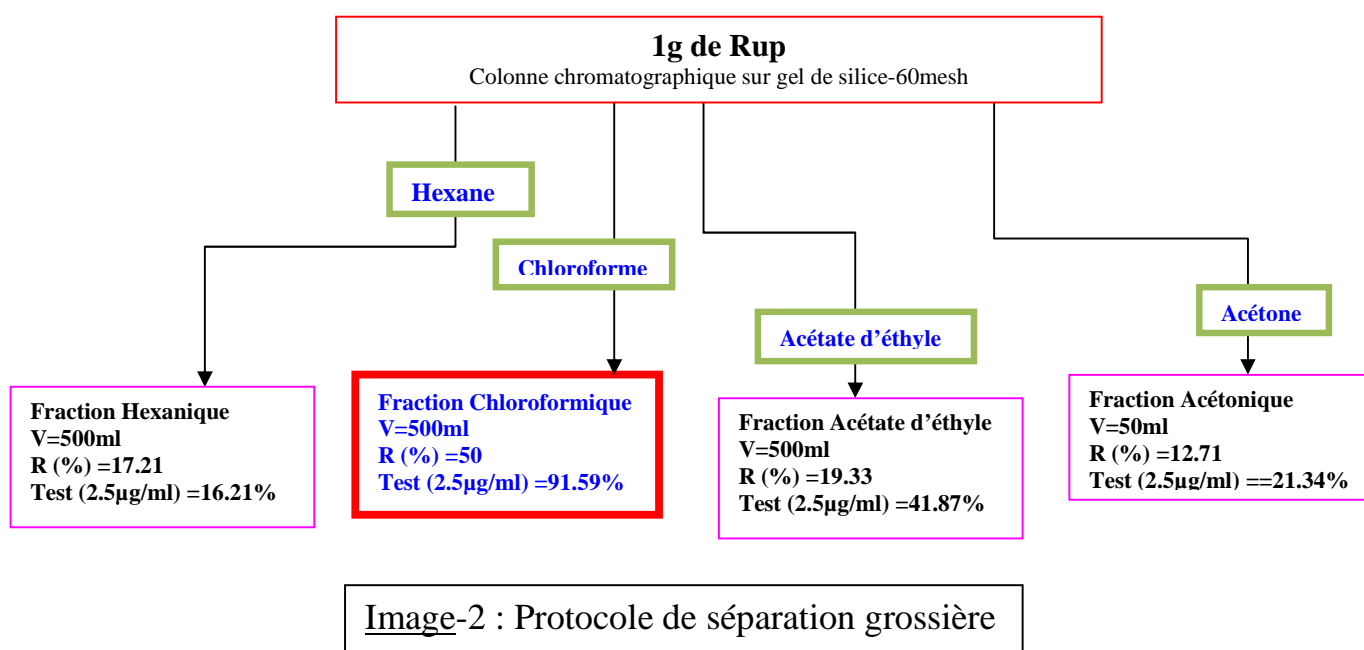 1g de Rup
Colonne chromatographique sur gel de silice-60mesh
Hexane
Chloroforme
Acétate d’éthyle
Acétone
Fraction Hexanique
V=500ml
R (%) =17.21
Test (2.5µg/ml) =16.21%
Fraction Chloroformique
V=500ml
R (%) =50
Test (2.5µg/ml) =91.59%
Fraction Acétate d’éthyle
V=500ml
R (%) =19.33
Test (2.5µg/ml) =41.87%
Fraction Acétonique
V=50ml
R (%) =12.71
Test (2.5µg/ml) ==21.34%
Image-2 : Protocole de séparation grossière